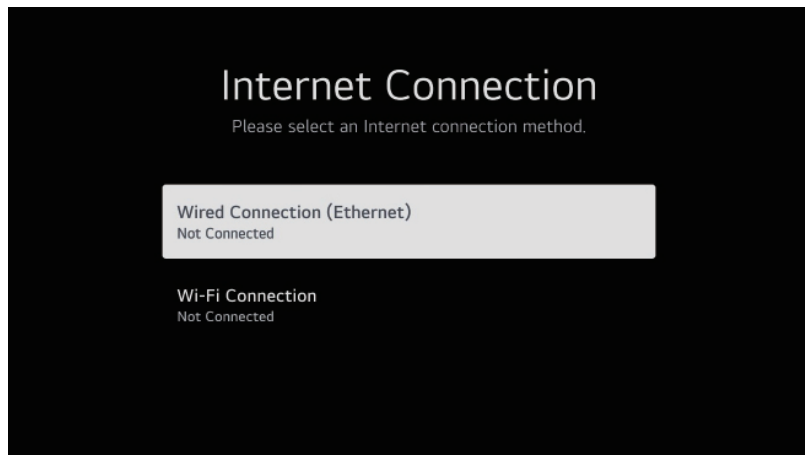 Internet Connection
Please select an Internet connection method.
Wired Connection (Ethernet)
Not Connected
Wi-Fi Connection
Not Connected